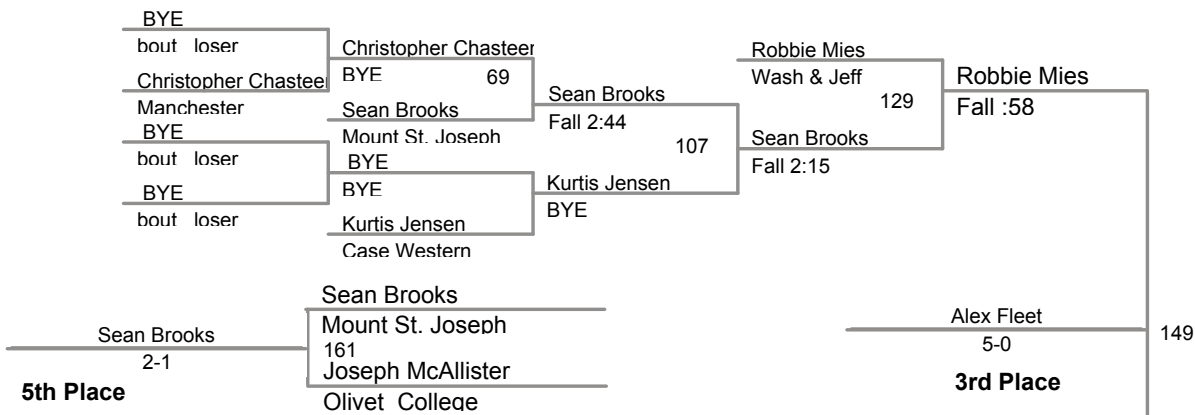 BYE
bout loser
Christopher Chasteen
Manchester
BYE
bout loser
BYE
bout loser
Christopher Chasteen
BYE
69
Sean Brooks
Mount St. Joseph
BYE
BYE
Kurtis Jensen
Case Western
Sean Brooks
Fall 2:44
107
Kurtis Jensen
BYE
Robbie Mies
Wash & Jeff
129
Sean Brooks
Fall 2:15
Robbie Mies
Fall :58
Sean Brooks
Mount St. Joseph
161
Joseph McAllister
Olivet College
Sean Brooks
2-1
5th Place
Alex Fleet
5-0
3rd Place
149